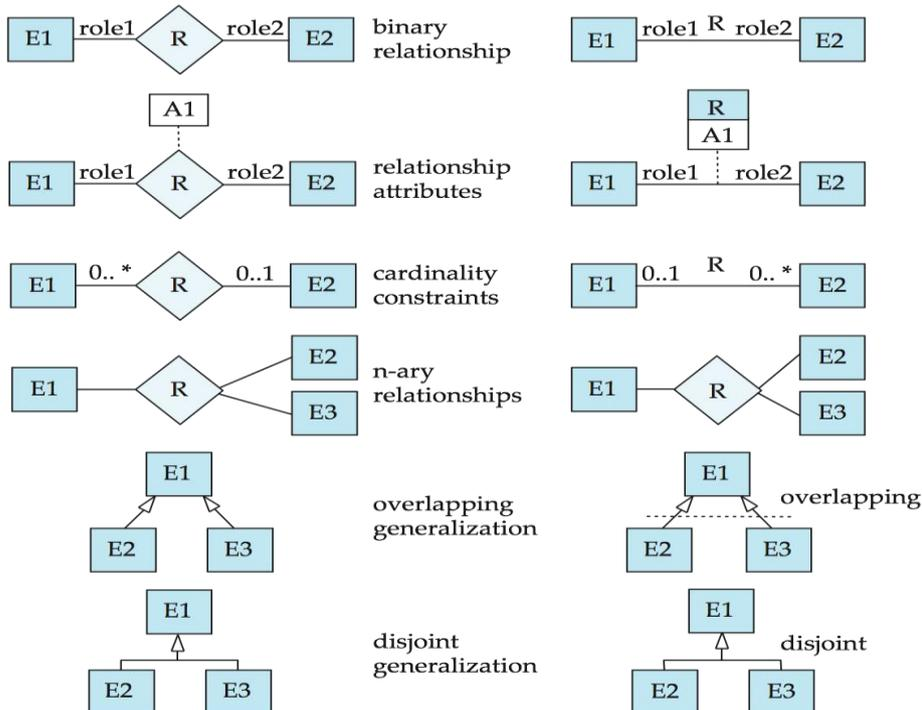 E1 role1 R role2 E2 binary relationship E1 role1 R role2 E2
A1 R
A1
E1 role1 R role2 E2 relationship attributes E1 role1 role2 E2
E1 0.. * R 0..1 E2 cardinality constraints E1 0..1 R 0.. * E2
E1 R E2 E3 n-ary relationships E1 R E2 E3
E1 E1
overlapping generalization overlapping
E2 E3 E2 E3
E1 E1
disjoint generalization disjoint
E2 E3 E2 E3